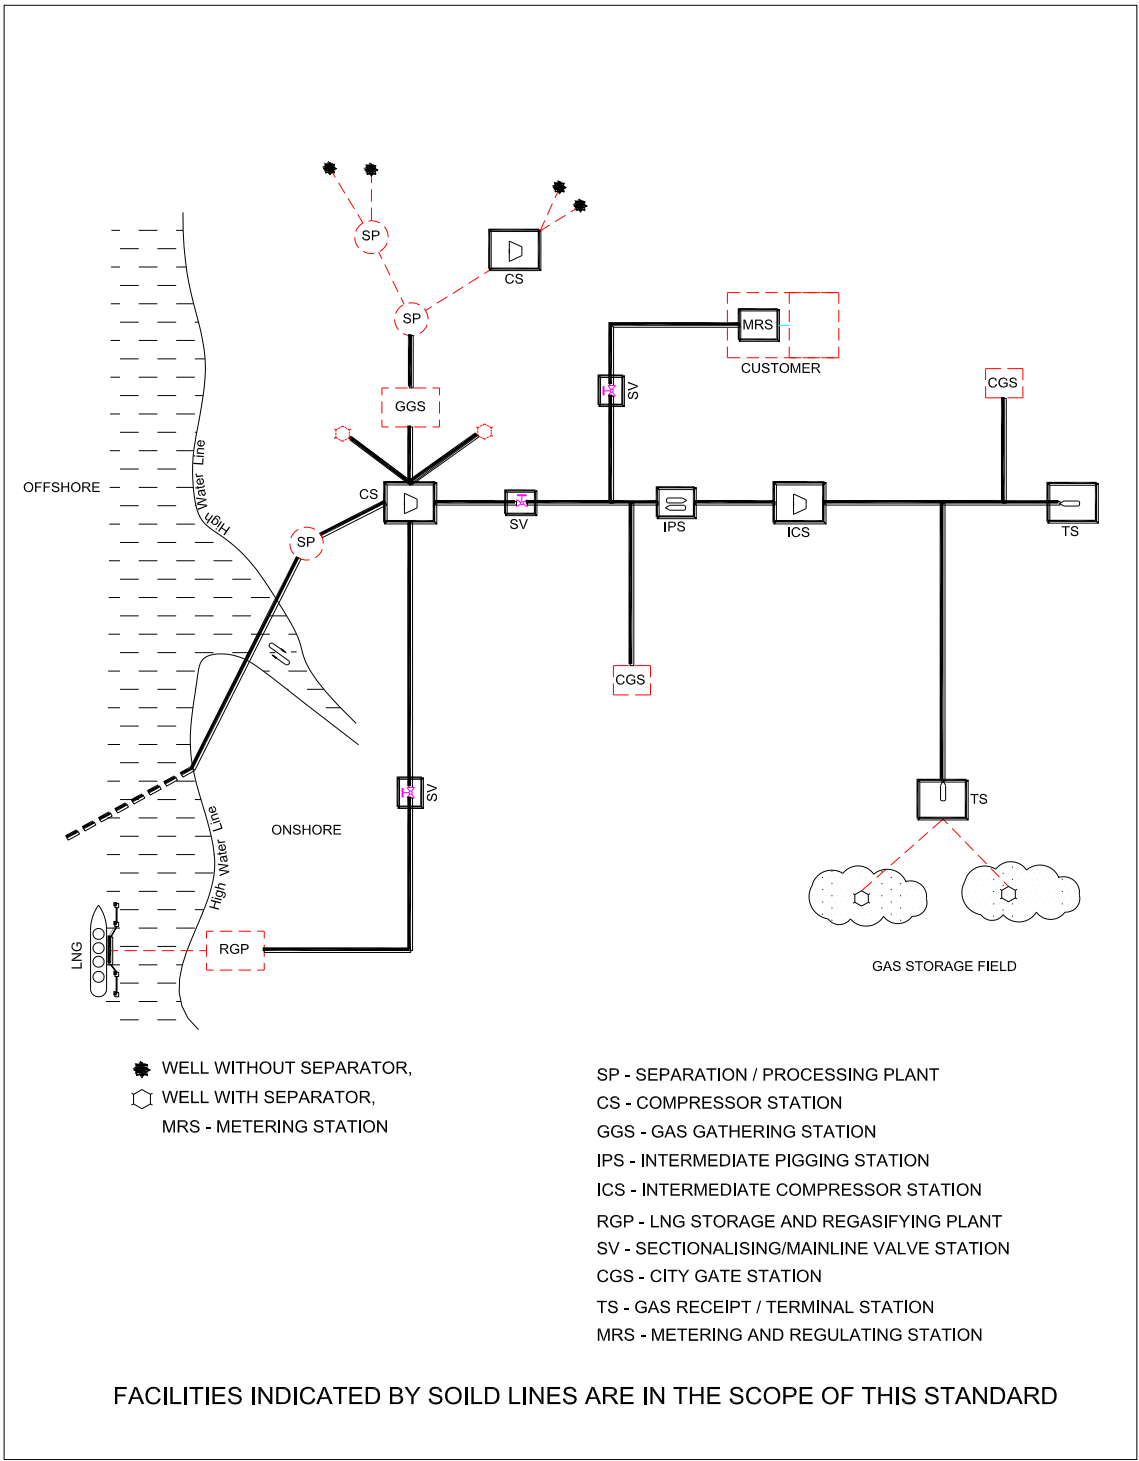 SP
CS
SP
MRS
CUSTOMER
SV
CGS
GGS
High Water Line
OFFSHORE
CS
SV
IPS
ICS
TS
SP
CGS
SV
TS
High Water Line
ONSHORE
LNG
RGP
GAS STORAGE FIELD
WELL WITHOUT SEPARATOR,
WELL WITH SEPARATOR,
MRS - METERING STATION
SP - SEPARATION / PROCESSING PLANT
CS - COMPRESSOR STATION
GGS - GAS GATHERING STATION
IPS - INTERMEDIATE PIGGING STATION
ICS - INTERMEDIATE COMPRESSOR STATION
RGP - LNG STORAGE AND REGASIFYING PLANT
SV - SECTIONALISING/MAINLINE VALVE STATION
CGS - CITY GATE STATION
TS - GAS RECEIPT / TERMINAL STATION
MRS - METERING AND REGULATING STATION
FACILITIES INDICATED BY SOILD LINES ARE IN THE SCOPE OF THIS STANDARD